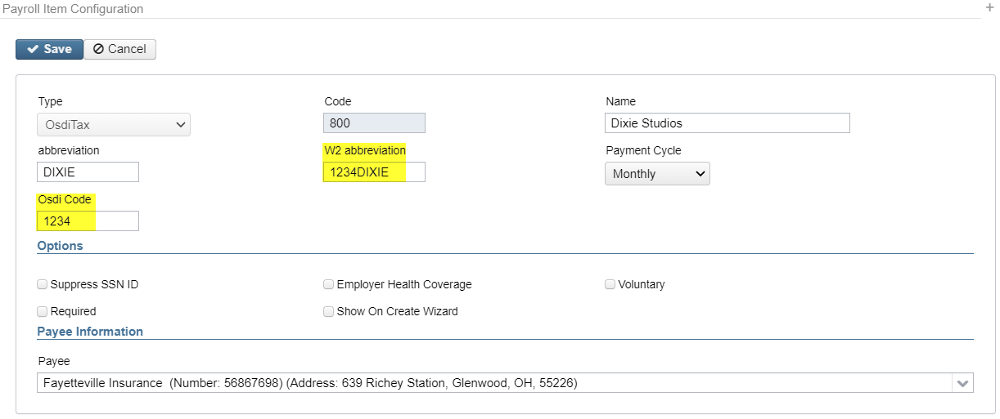 Payroll Item Configuration +
Save Cancel
Type Code Name
OsdiTax 800 Dixie Studios
abbreviation W2 abbreviation Payment Cycle
DIXIE 1234DIXIE Monthly
Osdi Code
1234
Options
Suppress SSN ID Employer Health Coverage Voluntary
Required Show On Create Wizard
Payee Information
Payee
Fayetteville Insurance (Number: 56867698) (Address: 639 Richey Station, Glenwood, OH, 55226)